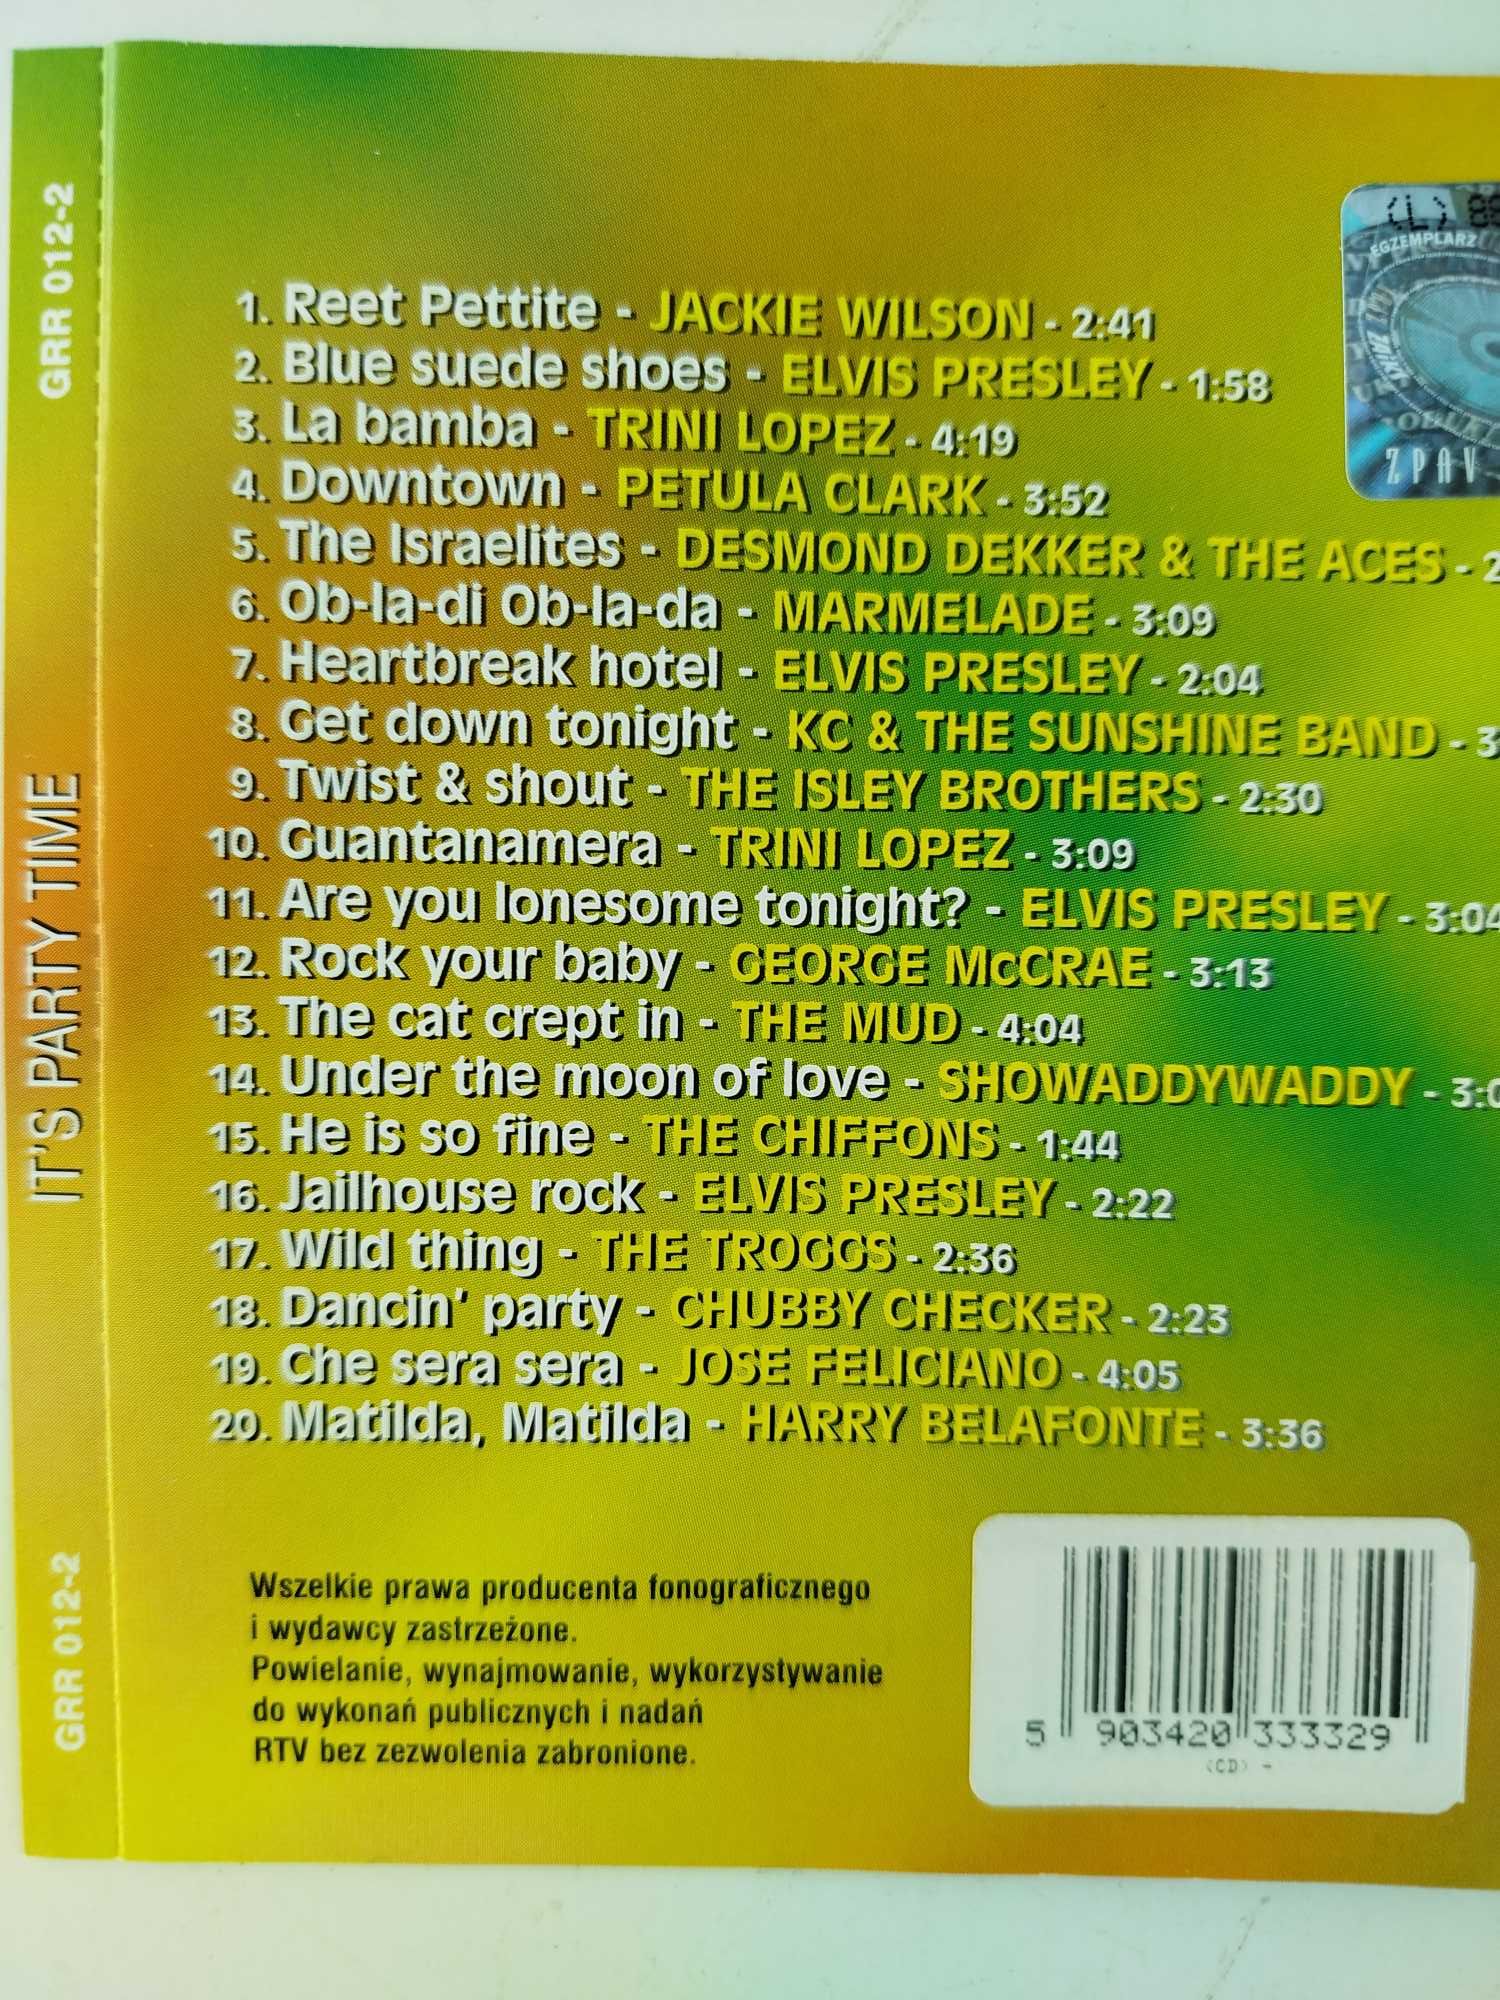 GRR 012-2
IT'S PARTY TIME
GRR 012-2
1. Reet Pettite - JACKIE WILSON - 2:41
2. Blue suede shoes - ELVIS PRESLEY - 1:58
3. La bamba - TRINI LOPEZ - 4:19
4. Downtown - PETULA CLARK - 3:52
5. The Israelites - DESMOND DEKKER & THE ACES - 2
6. Ob-la-di Ob-la-da - MARMELADE - 3:09
7. Heartbreak hotel - ELVIS PRESLEY - 2:04
8. Get down tonight - KC & THE SUNSHINE BAND - 3:
9. Twist & shout - THE ISLEY BROTHERS - 2:30
10. Guantanamera - TRINI LOPEZ - 3:09
11. Are you lonesome tonight? - ELVIS PRESLEY - 3:04
12. Rock your baby - GEORGE McCRAE - 3:13
13. The cat crept in - THE MUD - 4:04
14. Under the moon of love - SHOWADDYWADDY - 3:0
15. He is so fine - THE CHIFFONS - 1:44
16. Jailhouse rock - ELVIS PRESLEY - 2:22
17. Wild thing - THE TROGGS - 2:36
18. Dancin' party - CHUBBY CHECKER - 2:23
19. Che sera sera - JOSE FELICIANO - 4:05
20. Matilda, Matilda - HARRY BELAFONTE - 3:36
(L) 88
EGZEMPLARZ
ZPAV
Wszelkie prawa producenta fonograficznego
i wydawcy zastrzeżone.
Powielanie, wynajmowanie, wykorzystywanie
do wykonań publicznych i nadań
RTV bez zezwolenia zabronione.
5 903420 333329
(CD) -